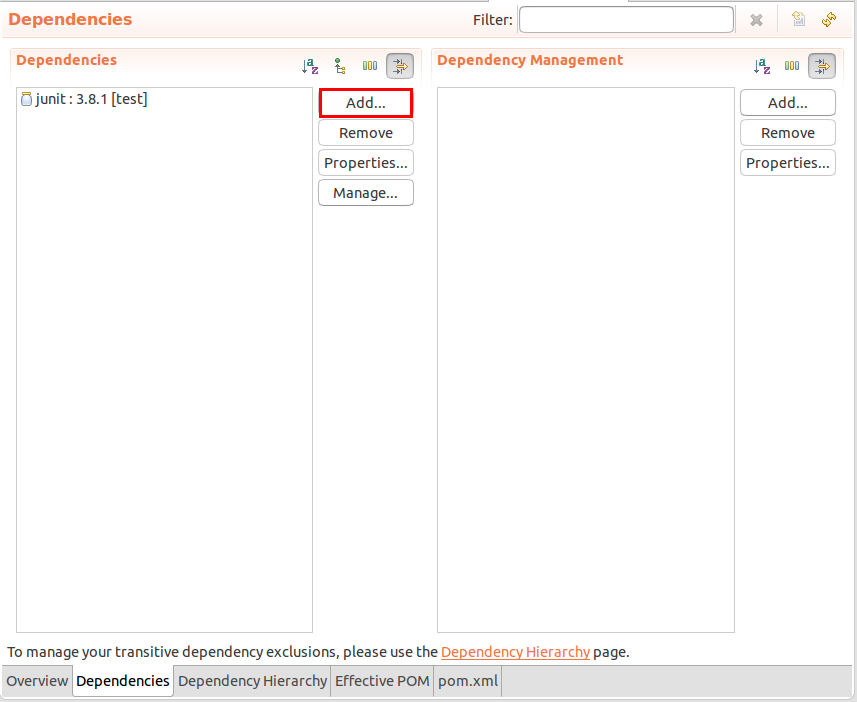 Dependencies
Filter:
Dependencies
junit : 3.8.1 [test]
Add...
Remove
Properties...
Manage...
Dependency Management
Add...
Remove
Properties...
To manage your transitive dependency exclusions, please use the Dependency Hierarchy page.
Overview Dependencies Dependency Hierarchy Effective POM pom.xml